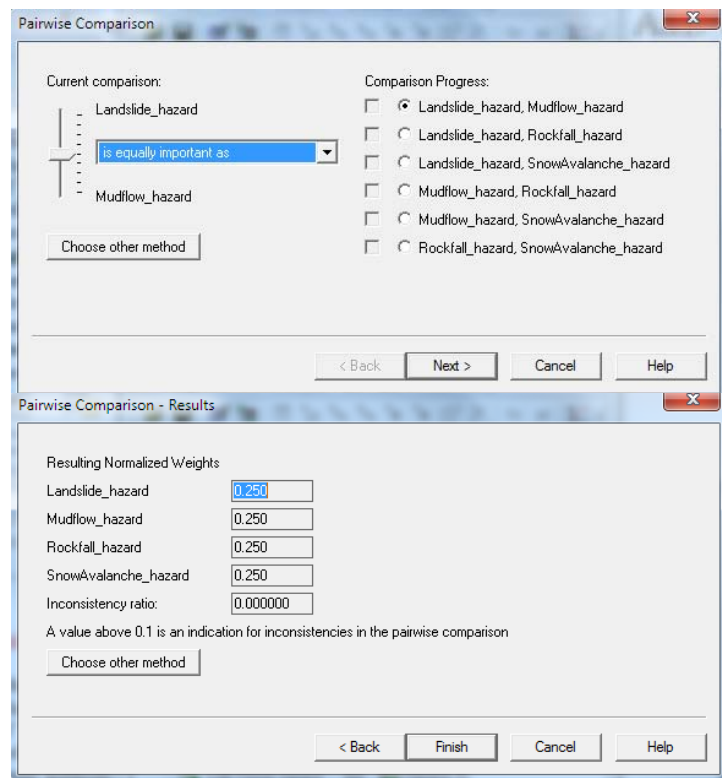 Pairwise Comparison
Current comparison:
Landslide_hazard
is equally important as
Mudflow_hazard
Choose other method
Comparison Progress:
Landslide_hazard, Mudflow_hazard
Landslide_hazard, Rockfall_hazard
Landslide_hazard, SnowAvalanche_hazard
Mudflow_hazard, Rockfall_hazard
Mudflow_hazard, SnowAvalanche_hazard
Rockfall_hazard, SnowAvalanche_hazard
< Back
Next >
Cancel
Help
Pairwise Comparison - Results
Resulting Normalized Weights
Landslide_hazard 0.250
Mudflow_hazard 0.250
Rockfall_hazard 0.250
SnowAvalanche_hazard 0.250
Inconsistency ratio: 0.000000
A value above 0.1 is an indication for inconsistencies in the pairwise comparison
Choose other method
< Back
Finish
Cancel
Help